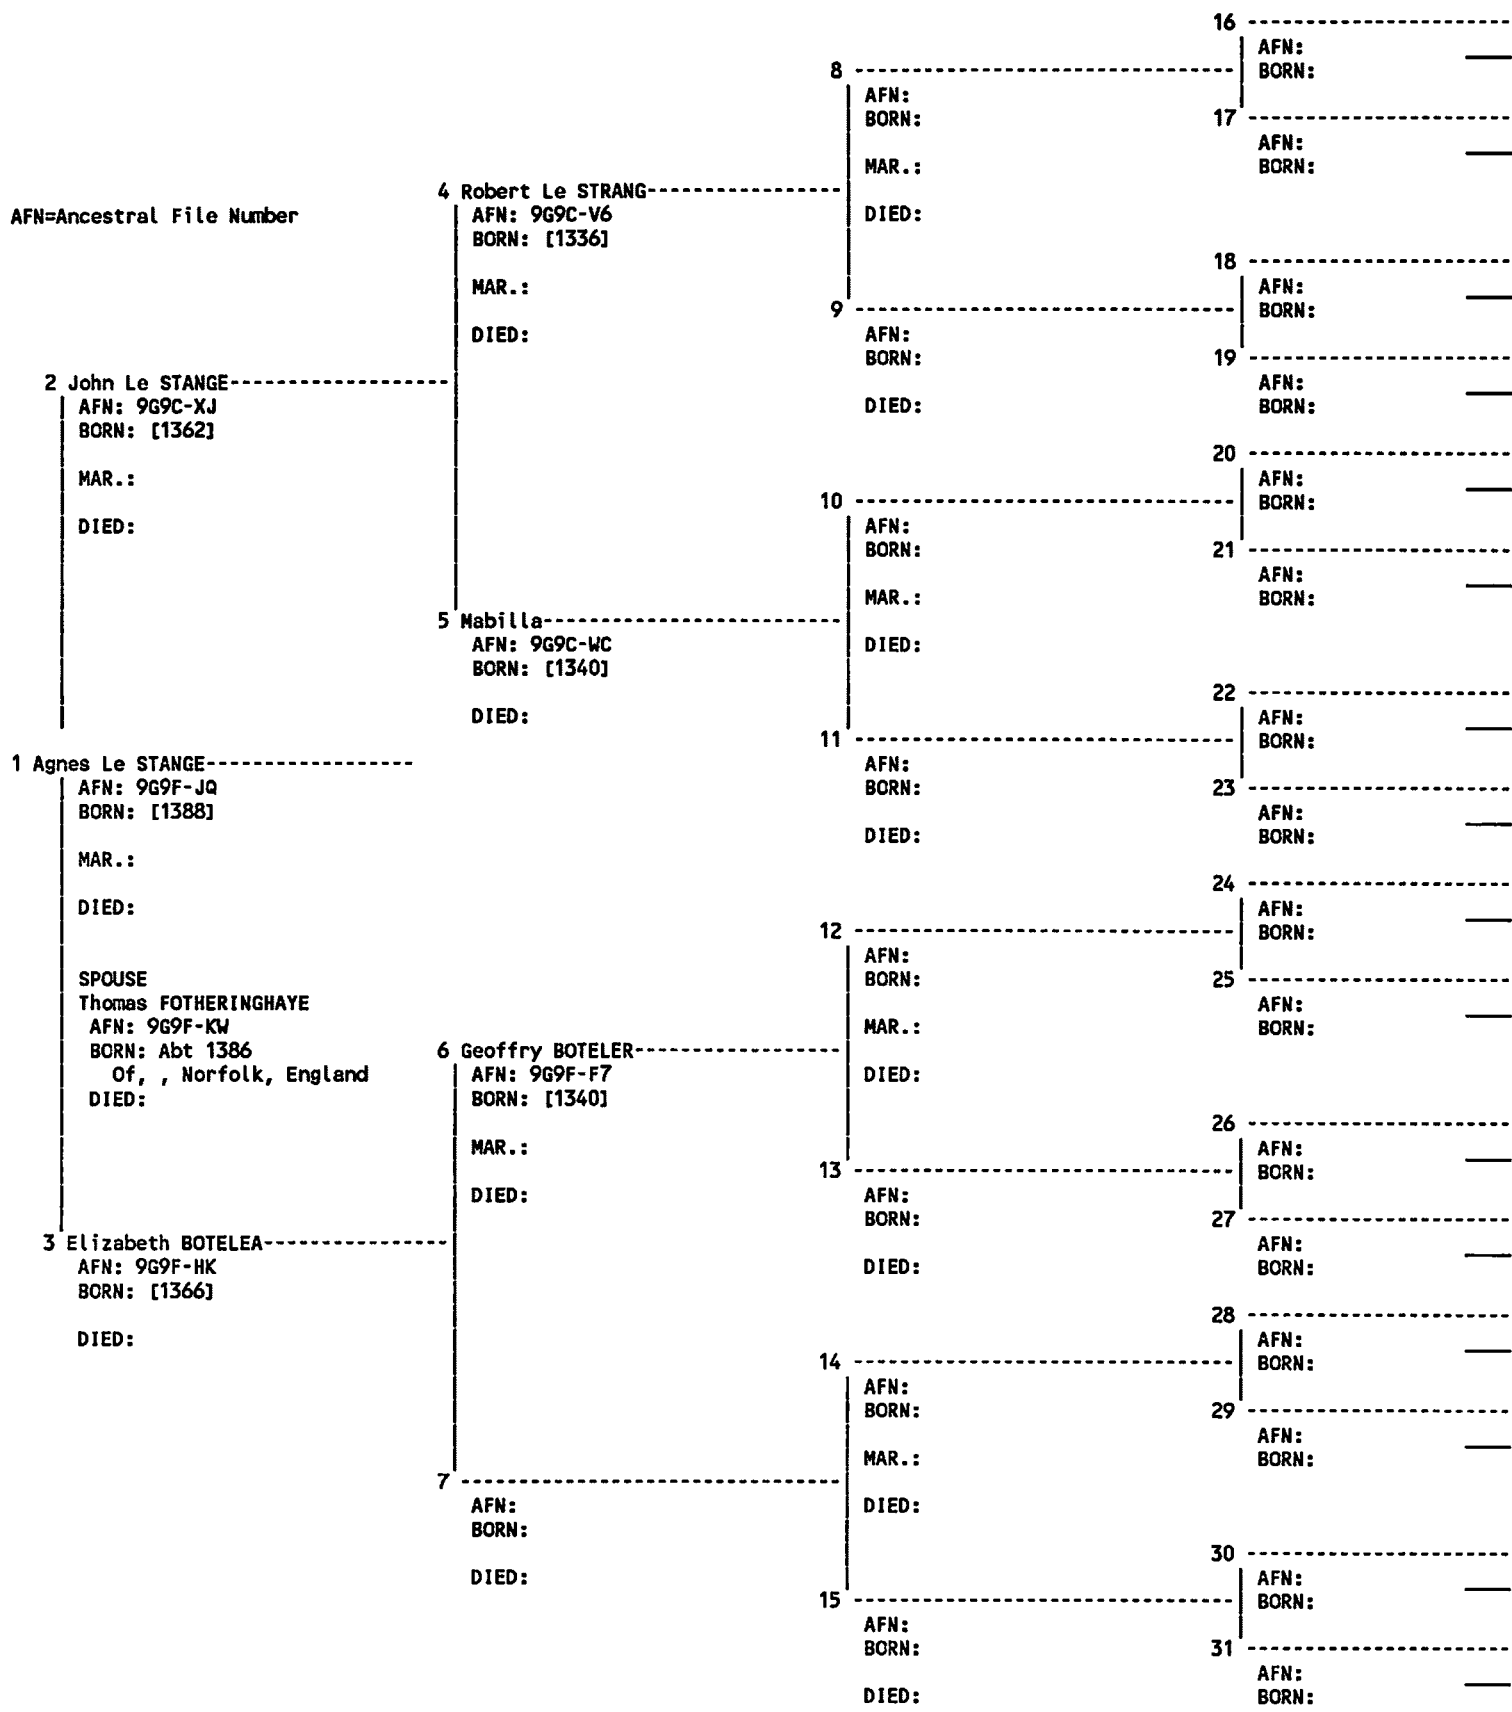 AFN=Ancestral File Number
2 John Le STANGE
AFN: 9G9C-XJ
BORN: [1362]
MAR.:
DIED:
1 Agnes Le STANGE
AFN: 9G9F-JQ
BORN: [1388]
MAR.:
DIED:
SPOUSE
Thomas FOTHERINGHAYE
AFN: 9G9F-KW
BORN: Abt 1386
Of, , Norfolk, England
DIED:
3 Elizabeth BOTELEA
AFN: 9G9F-HK
BORN: [1366]
DIED:
4 Robert Le STRANG
AFN: 9G9C-V6
BORN: [1336]
MAR.:
DIED:
5 Mabilla
AFN: 9G9C-WC
BORN: [1340]
DIED:
6 Geoffry BOTELER
AFN: 9G9F-F7
BORN: [1340]
MAR.:
DIED:
7
AFN:
BORN:
DIED:
8
AFN:
BORN:
MAR.:
DIED:
9
AFN:
BORN:
DIED:
10
AFN:
BORN:
MAR.:
DIED:
11
AFN:
BORN:
DIED:
12
AFN:
BORN:
MAR.:
DIED:
13
AFN:
BORN:
DIED:
14
AFN:
BORN:
MAR.:
DIED:
15
AFN:
BORN:
DIED:
16
AFN:
BORN:
17
AFN:
BORN:
18
AFN:
BORN:
19
AFN:
BORN:
20
AFN:
BORN:
21
AFN:
BORN:
22
AFN:
BORN:
23
AFN:
BORN:
24
AFN:
BORN:
25
AFN:
BORN:
26
AFN:
BORN:
27
AFN:
BORN:
28
AFN:
BORN:
29
AFN:
BORN:
30
AFN:
BORN:
31
AFN:
BORN: